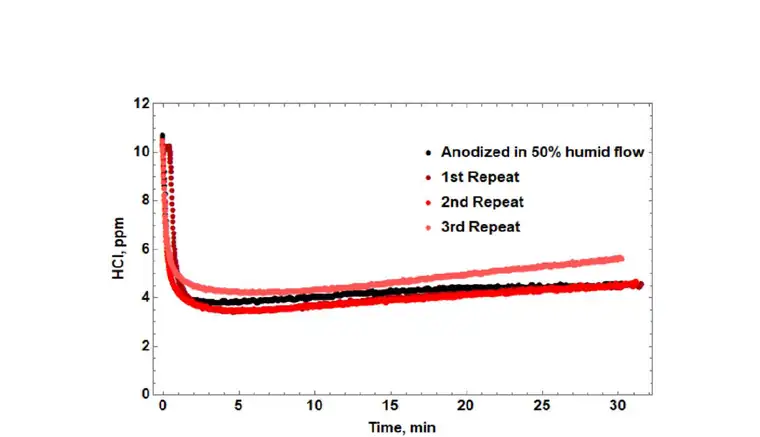 12
10
8
6
4
2
0
HCl, ppm
Anodized in 50% humid flow
1st Repeat
2nd Repeat
3rd Repeat
0 5 10 15 20 25 30
Time, min